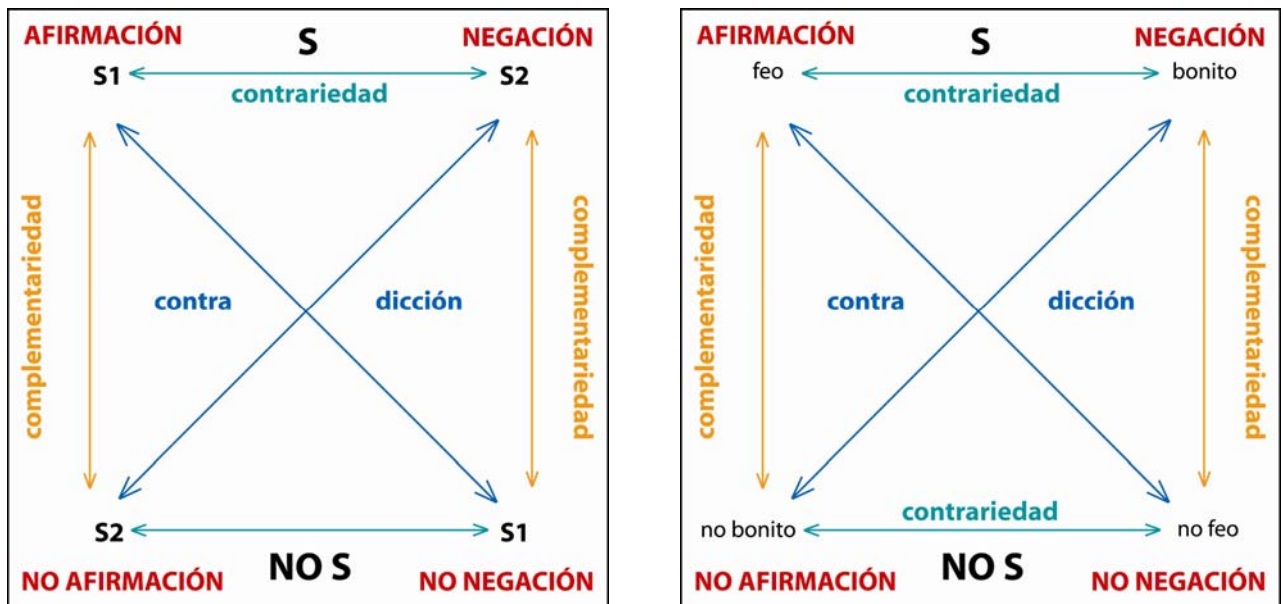 AFIRMACIÓN S NEGACIÓN
S1 S2
contrariedad
complementariedad
contra dicción
complementariedad
S2 S1
NO S
NO AFIRMACIÓN NO NEGACIÓN
AFIRMACIÓN S NEGACIÓN
feo bonito
contrariedad
complementariedad
contra dicción
complementariedad
contrariedad
no bonito no feo
NO S
NO AFIRMACIÓN NO NEGACIÓN